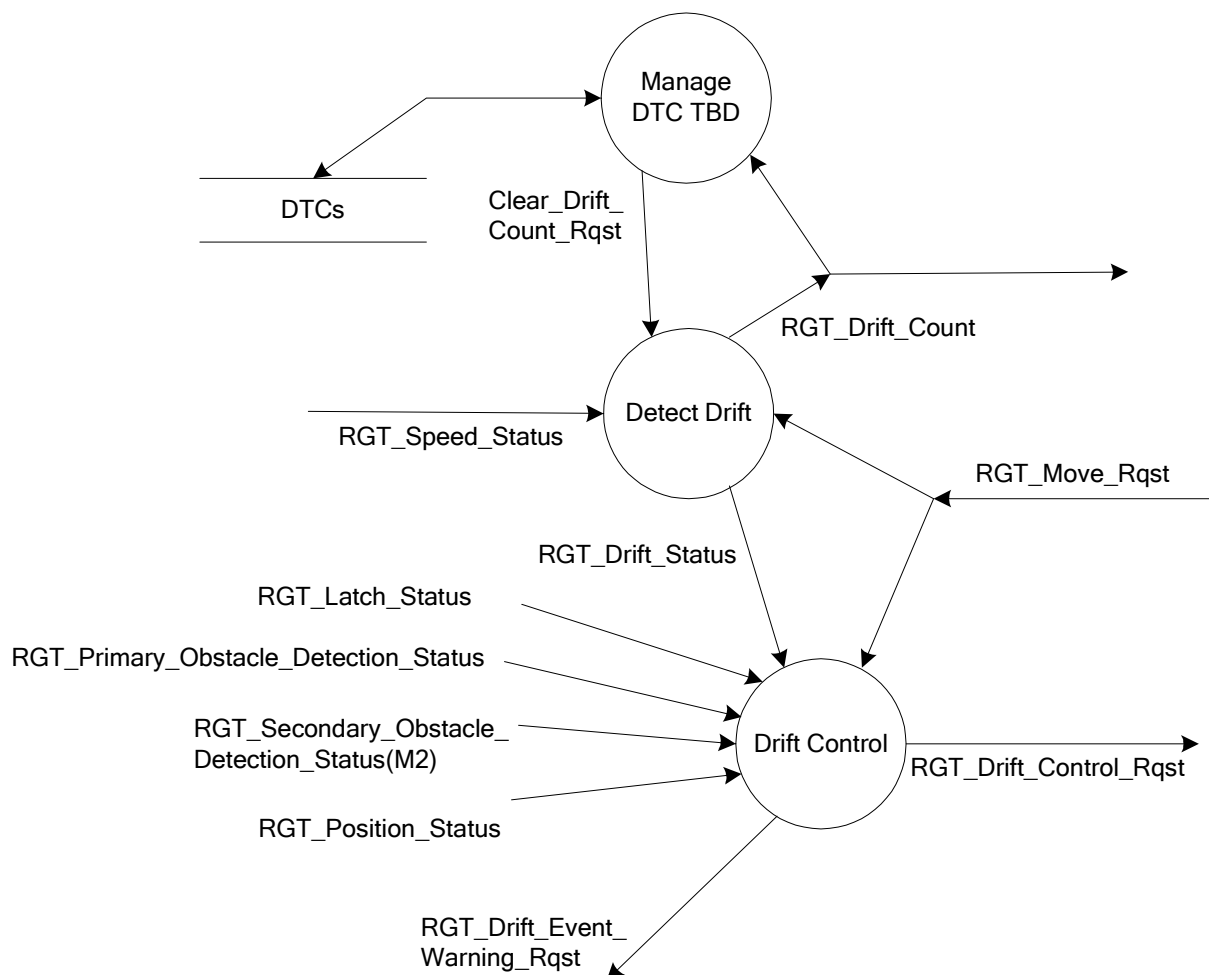 Manage
DTC TBD
DTCs
Clear_Drift_
Count_Rqst
RGT_Drift_Count
Detect Drift
RGT_Speed_Status
RGT_Move_Rqst
RGT_Drift_Status
RGT_Latch_Status
RGT_Primary_Obstacle_Detection_Status
RGT_Secondary_Obstacle_
Detection_Status(M2)
Drift Control
RGT_Drift_Control_Rqst
RGT_Position_Status
RGT_Drift_Event_
Warning_Rqst